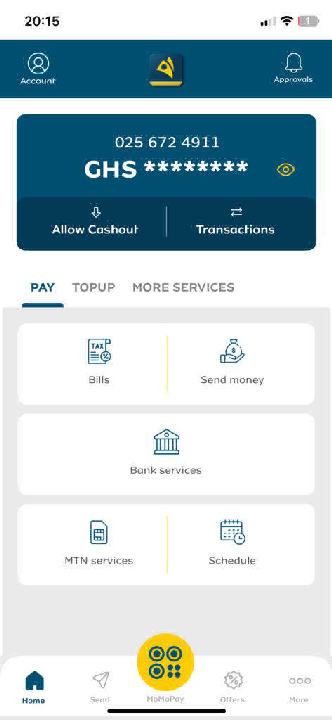 20:15
1
Account
Approvals
025 672 4911
GHS ********
Allow Cashout
Transactions
PAY TOPUP MORE SERVICES
TAX
Bills
Send money
Bank services
MTN services
Schedule
Home
Send
MoMoPay
Offers
More